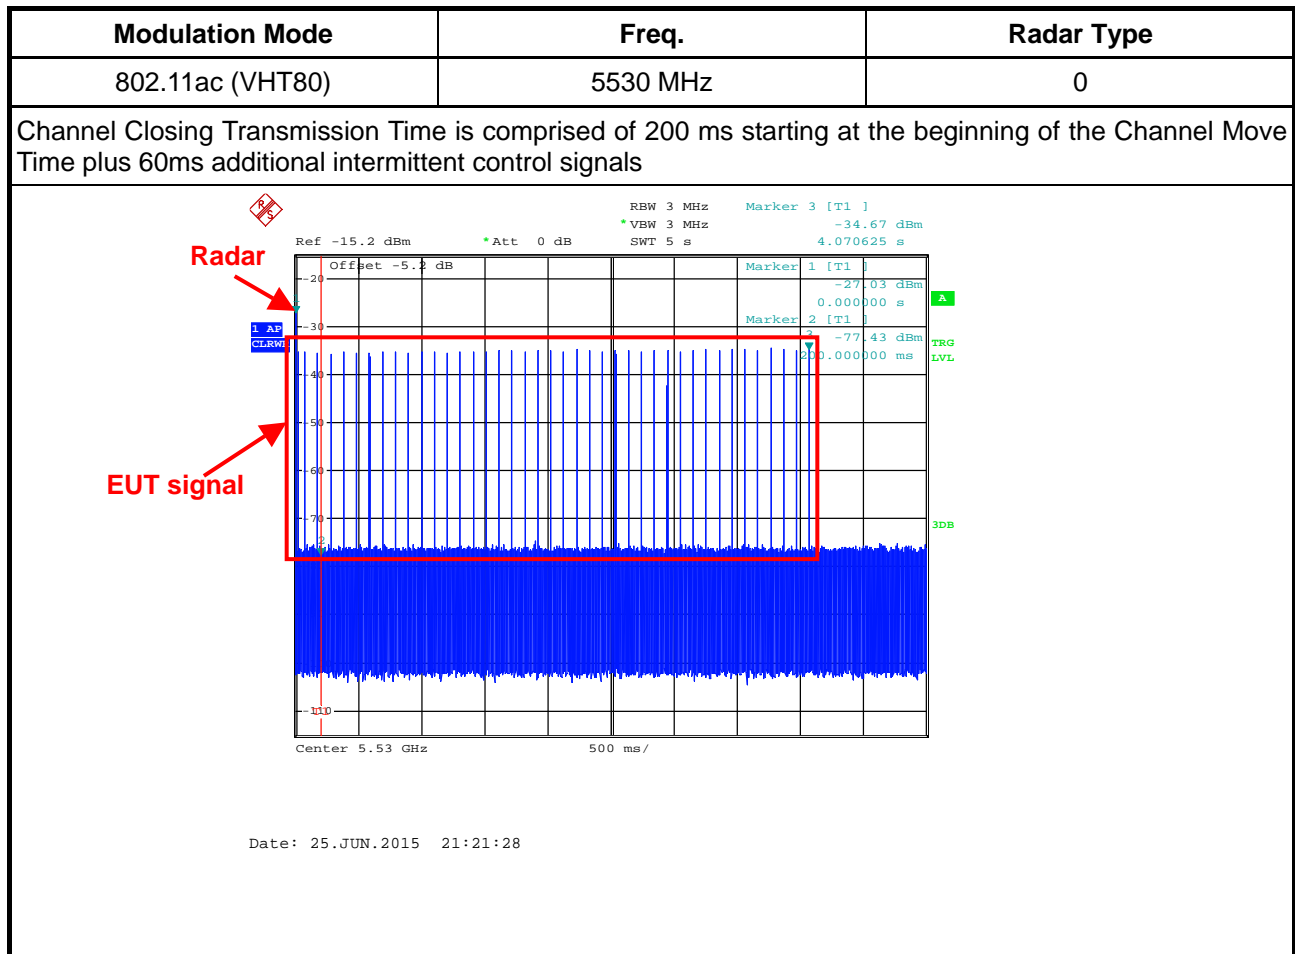 Modulation Mode Freq. Radar Type
802.11ac (VHT80) 5530 MHz 0
Channel Closing Transmission Time is comprised of 200 ms starting at the beginning of the Channel Move
Time plus 60ms additional intermittent control signals
R S
RBW 3 MHz Marker 3 [T1 ]
*VBW 3 MHz -34.67 dBm
Ref -15.2 dBm *Att 0 dB SWT 5 s 4.070625 s
Radar
Offset -5.2 dB Marker 1 [T1 ]
-20 -27.03 dBm
1 0.000000 s A
Marker 2 [T1 ]
1 AP -30 3 -77.43 dBm
CLRWR 200.000000 ms TRG
LVL
-40
-50
EUT signal
-60
-70 3DB
2
-110
Center 5.53 GHz 500 ms/
Date: 25.JUN.2015 21:21:28